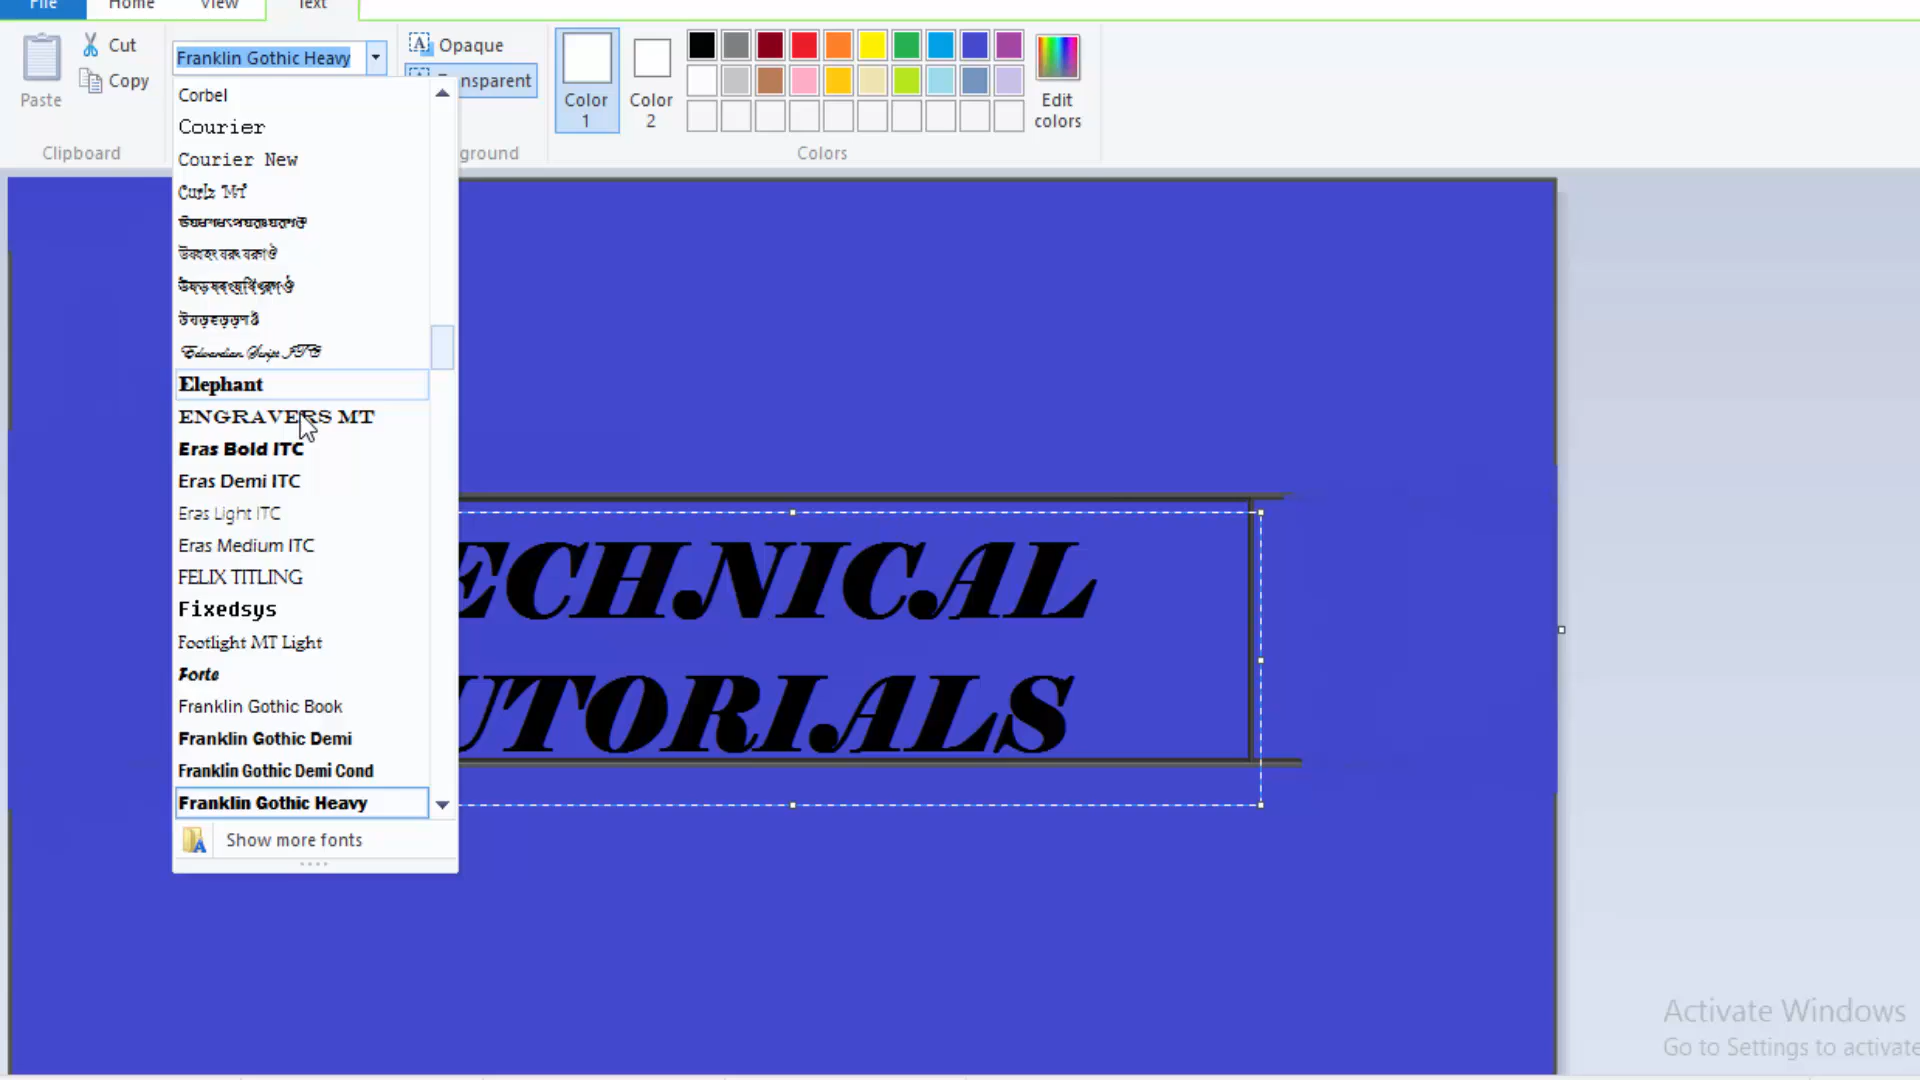 File Home View Text
Cut
Copy
Paste
Clipboard
Franklin Gothic Heavy
Opaque
nsparent
ground
Color 1
Color 2
Edit colors
Colors
Corbel
Courier
Courier New
Curlz MT
Edwardian Script ITC
Elephant
ENGRAVERS MT
Eras Bold ITC
Eras Demi ITC
Eras Light ITC
Eras Medium ITC
FELIX TITLING
Fixedsys
Footlight MT Light
Forte
Franklin Gothic Book
Franklin Gothic Demi
Franklin Gothic Demi Cond
Franklin Gothic Heavy
Show more fonts
ECHNICAL
UTORIALS
Activate Windows
Go to Settings to activate